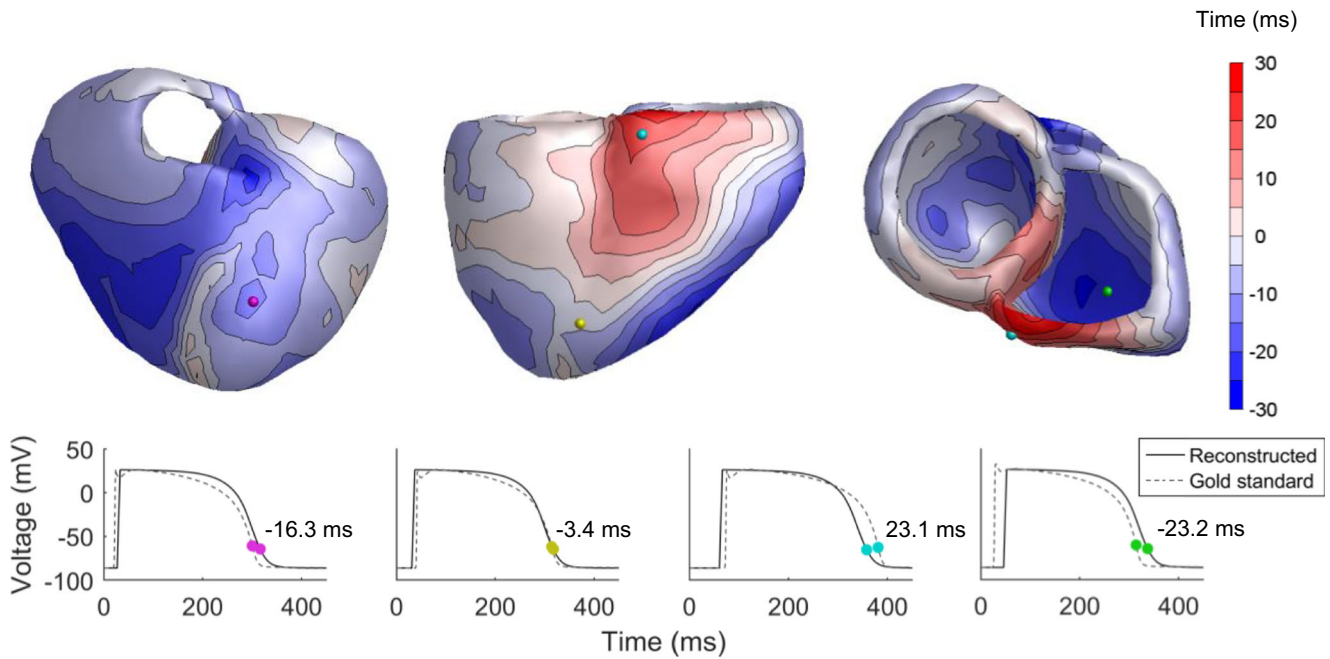 Time (ms)
30
20
10
0
-10
-20
-30
50
0
-50
-100
Voltage (mV)
-16.3 ms
-3.4 ms
23.1 ms
-23.2 ms
Reconstructed
Gold standard
0 200 400
0 200 400
0 200 400
0 200 400
Time (ms)